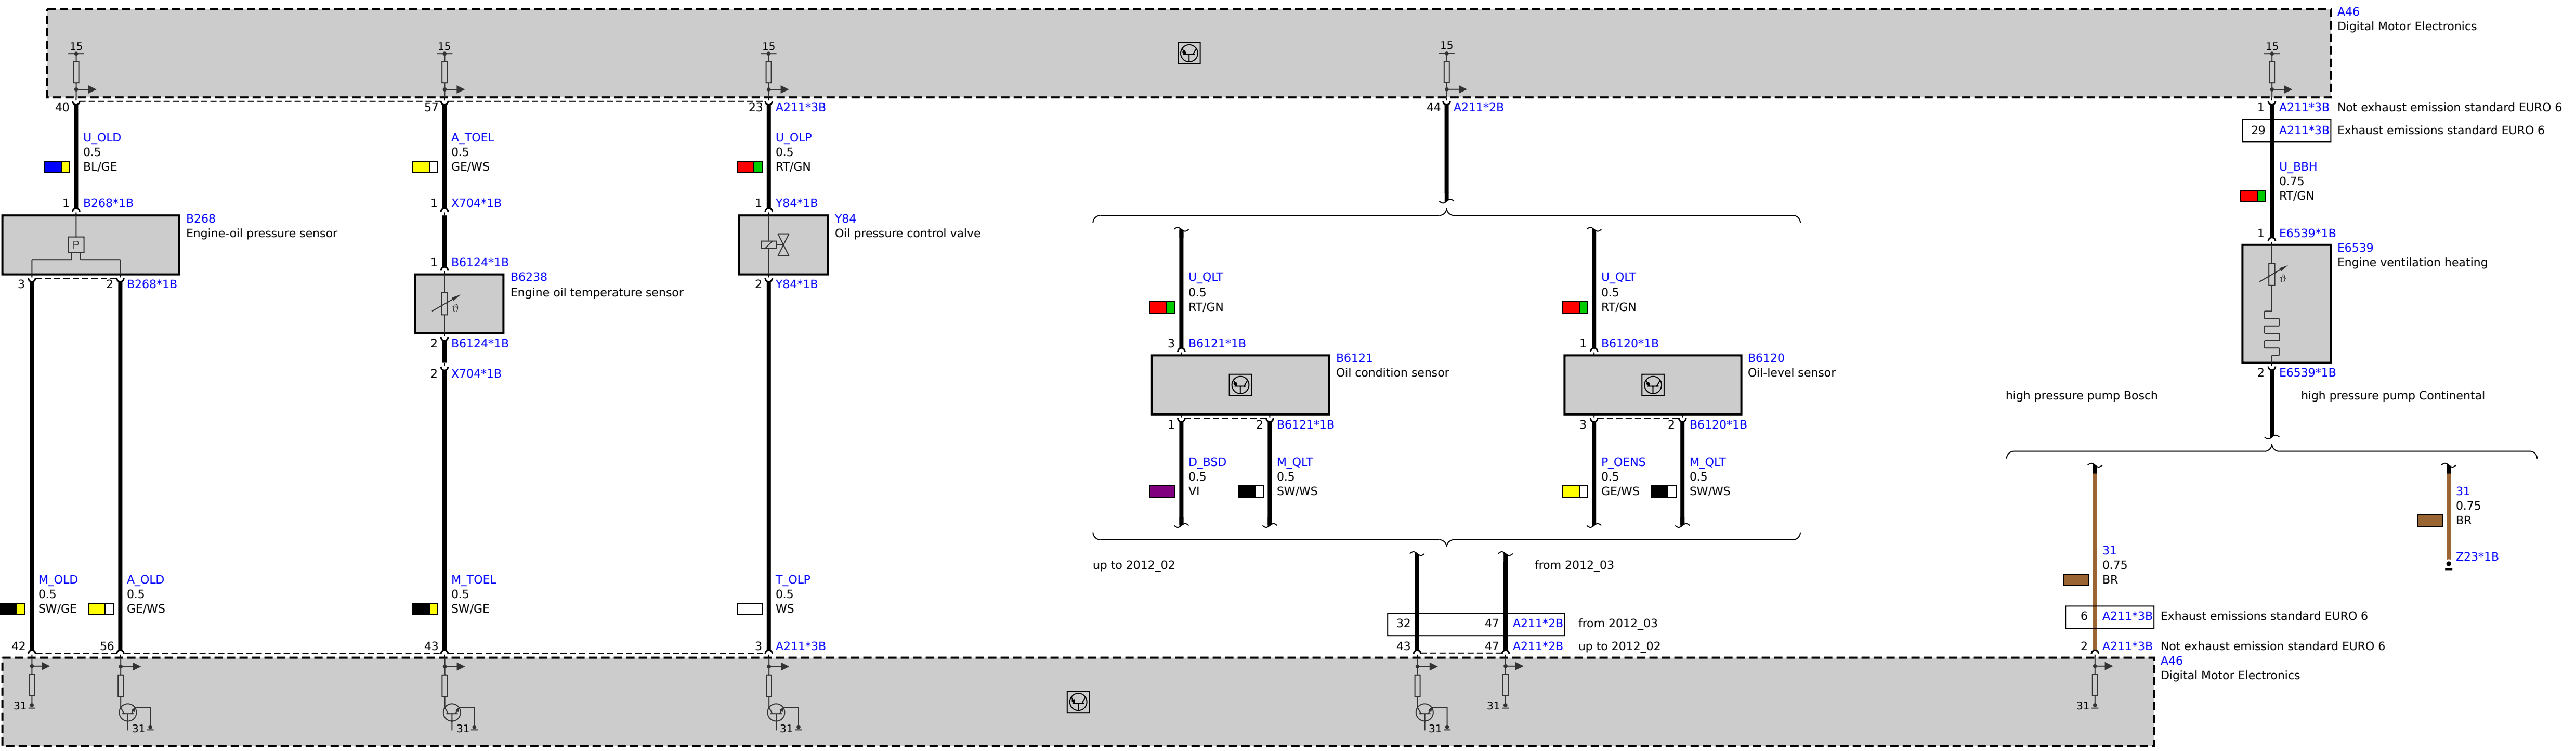 A46
Digital Motor Electronics
15
15
15
15
15
40
57
23 A211*3B
44 A211*2B
1 A211*3B Not exhaust emission standard EURO 6
29 A211*3B Exhaust emissions standard EURO 6
U_OLD
0.5
BL/GE
A_TOEL
0.5
GE/WS
U_OLP
0.5
RT/GN
U_BBH
0.75
RT/GN
1 B268*1B
1 X704*1B
1 Y84*1B
B268
Engine-oil pressure sensor
P
Y84
Oil pressure control valve
1 E6539*1B
E6539
Engine ventilation heating
ϑ
1 B6124*1B
B6238
Engine oil temperature sensor
ϑ
3
2 B268*1B
2 Y84*1B
U_QLT
0.5
RT/GN
U_QLT
0.5
RT/GN
2 B6124*1B
2 X704*1B
3 B6121*1B
1 B6120*1B
B6121
Oil condition sensor
B6120
Oil-level sensor
2 E6539*1B
high pressure pump Bosch
high pressure pump Continental
1
2 B6121*1B
3
2 B6120*1B
D_BSD
0.5
VI
M_QLT
0.5
SW/WS
P_OENS
0.5
GE/WS
M_QLT
0.5
SW/WS
31
0.75
BR
Z23*1B
31
0.75
BR
up to 2012_02
from 2012_03
M_OLD
0.5
SW/GE
A_OLD
0.5
GE/WS
M_TOEL
0.5
SW/GE
T_OLP
0.5
WS
32
47 A211*2B from 2012_03
6 A211*3B Exhaust emissions standard EURO 6
42
56
43
3 A211*3B
43
47 A211*2B up to 2012_02
2 A211*3B Not exhaust emission standard EURO 6
A46
Digital Motor Electronics
31
31
31
31
31
31
31